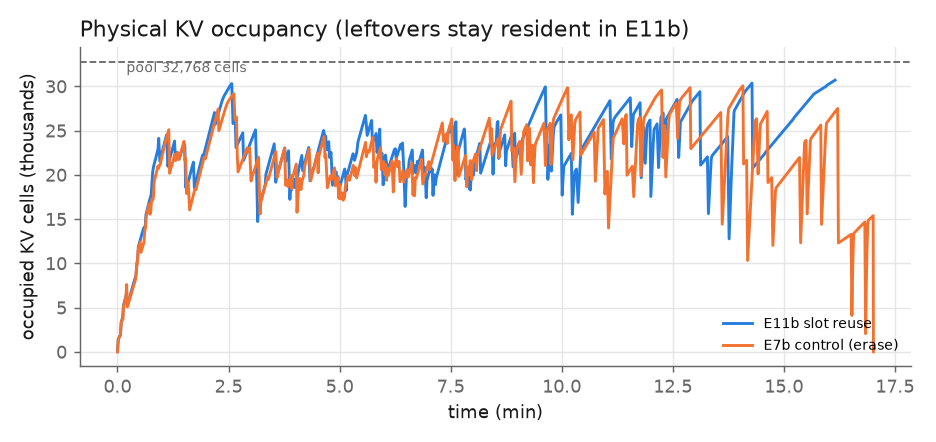 Physical KV occupancy (leftovers stay resident in E11b)
pool 32,768 cells
occupied KV cells (thousands)
30
25
20
15
10
5
0
E11b slot reuse
E7b control (erase)
0.0 2.5 5.0 7.5 10.0 12.5 15.0 17.5
time (min)